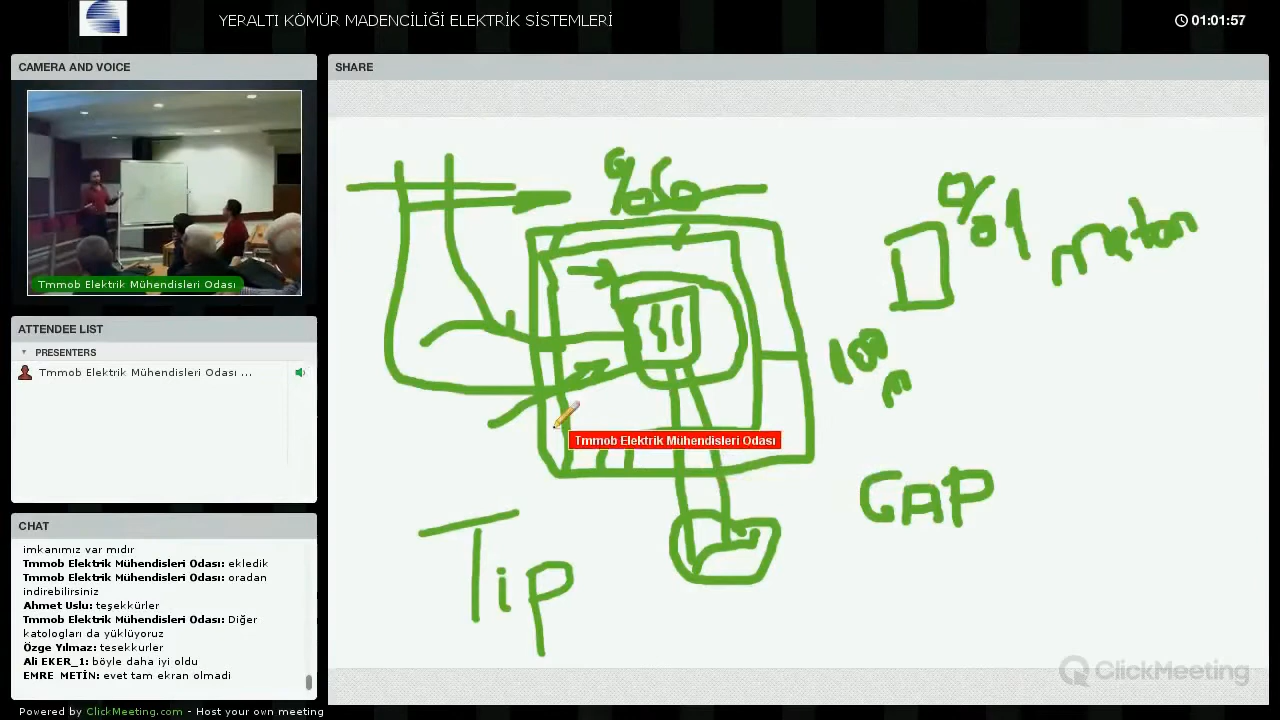 YERALTI KÖMÜR MADENCİLİĞİ ELEKTRİK SİSTEMLERİ
01:01:57
CAMERA AND VOICE
Tmmob Elektrik Mühendisleri Odası
ATTENDEE LIST
PRESENTERS
Tmmob Elektrik Mühendisleri Odası ...
CHAT
imkanımız var mıdır
Tmmob Elektrik Mühendisleri Odası: ekledik
Tmmob Elektrik Mühendisleri Odası: oradan
indirebilirsiniz
Ahmet Uslu: teşekkürler
Tmmob Elektrik Mühendisleri Odası: Diğer
katologları da yüklüyoruz
Özge Yılmaz: tesekkurler
Ali EKER_1: böyle daha iyi oldu
EMRE METİN: evet tam ekran olmadi
Powered by ClickMeeting.com - Host your own meeting
SHARE
%60
%1
metan
100
m
Tmmob Elektrik Mühendisleri Odası
GAP
Tip
ClickMeeting